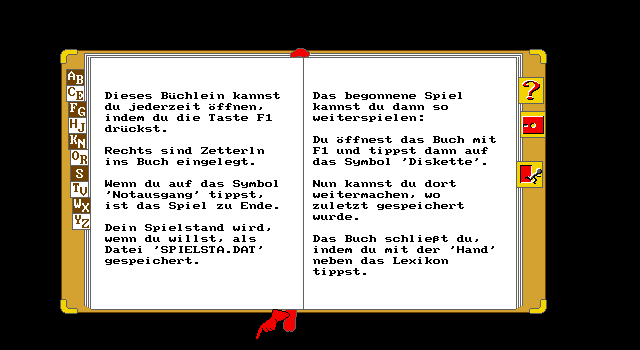 AB
CE
FG
HJ
KN
OR
S
TV
WX
YZ
Dieses Büchlein kannst
du jederzeit öffnen,
indem du die Taste F1
drückst.
Rechts sind Zetterln
ins Buch eingelegt.
Wenn du auf das Symbol
'Notausgang' tippst,
ist das Spiel zu Ende.
Dein Spielstand wird,
wenn du willst, als
Datei 'SPIELSTA.DAT'
gespeichert.
Das begonnene Spiel
kannst du dann so
weiterspielen:
Du öffnest das Buch mit
F1 und tippst dann auf
das Symbol 'Diskette'.
Nun kannst du dort
weitermachen, wo
zuletzt gespeichert
wurde.
Das Buch schließt du,
indem du mit der 'Hand'
neben das Lexikon
tippst.
?